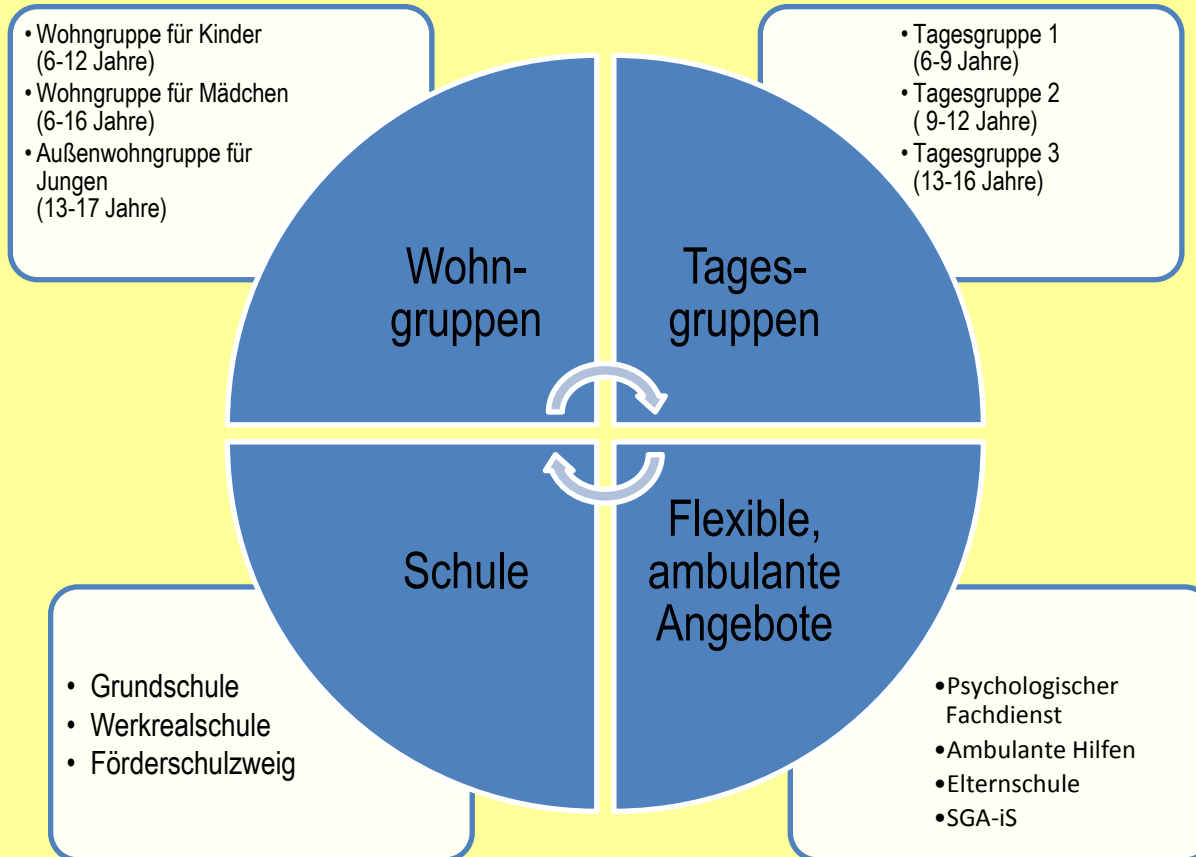 • Wohngruppe für Kinder
(6-12 Jahre)
• Wohngruppe für Mädchen
(6-16 Jahre)
• Außenwohngruppe für
Jungen
(13-17 Jahre)
• Tagesgruppe 1
(6-9 Jahre)
• Tagesgruppe 2
( 9-12 Jahre)
• Tagesgruppe 3
(13-16 Jahre)
Wohn-
gruppen
Tages-
gruppen
Schule
Flexible,
ambulante
Angebote
• Grundschule
• Werkrealschule
• Förderschulzweig
•Psychologischer
Fachdienst
•Ambulante Hilfen
•Elternschule
•SGA-iS